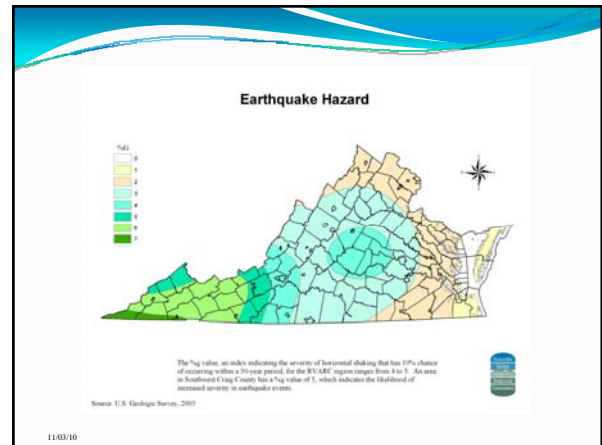 Earthquake Hazard
%G
0
1
2
3
4
5
6
7
The %g value, an index indicating the severity of horizontal shaking that has 10% chance
of occurring within a 50-year period, for the RVARC region ranges from 4 to 5. An area
in Southwest Craig County has a %g value of 5, which indicates the likelihood of
increased severity in earthquake events
Source: U.S. Geologic Survey, 2003
11/03/10